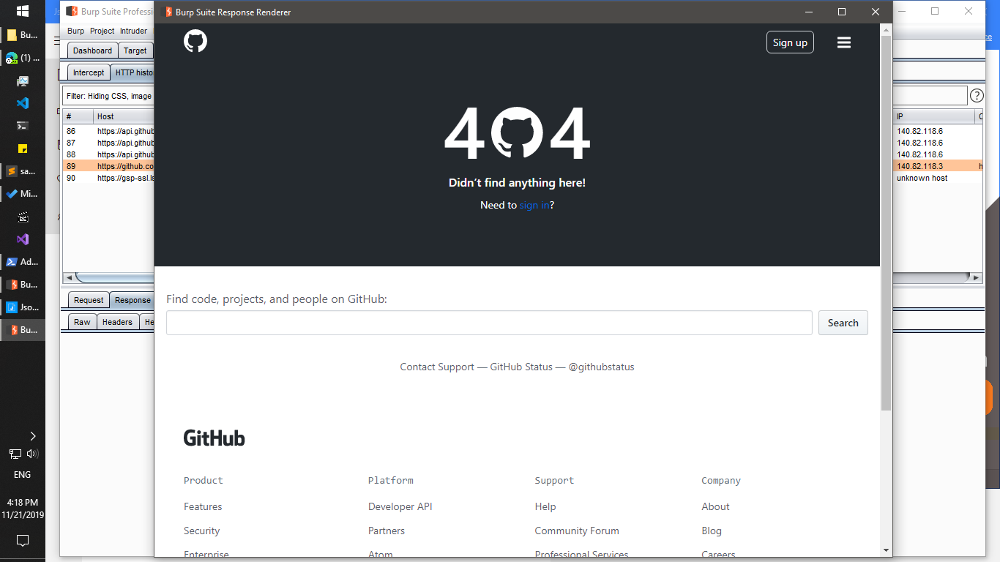 Burp Suite Professi
Burp Suite Response Renderer
Burp Project Intruder
Dashboard Target
Intercept HTTP histo
Filter: Hiding CSS, image
?
# Host IP
86 https://api.github 140.82.118.6
87 https://api.github 140.82.118.6
88 https://api.github 140.82.118.6
89 https://github.co 140.82.118.3 h
90 https://gsp-ssl.ls unknown host
Request Response
Raw Headers He
Sign up
4 4
Didn't find anything here!
Need to sign in?
Find code, projects, and people on GitHub:
Search
Contact Support — GitHub Status — @githubstatus
GitHub
Product Platform Support Company
Features Developer API Help About
Security Partners Community Forum Blog
Enterprise Atom Professional Services Careers
Bu...
(1) ...
sa...
Mi...
BE
Ad...
Bu...
Jso...
Bu...
ENG
4:18 PM
11/21/2019